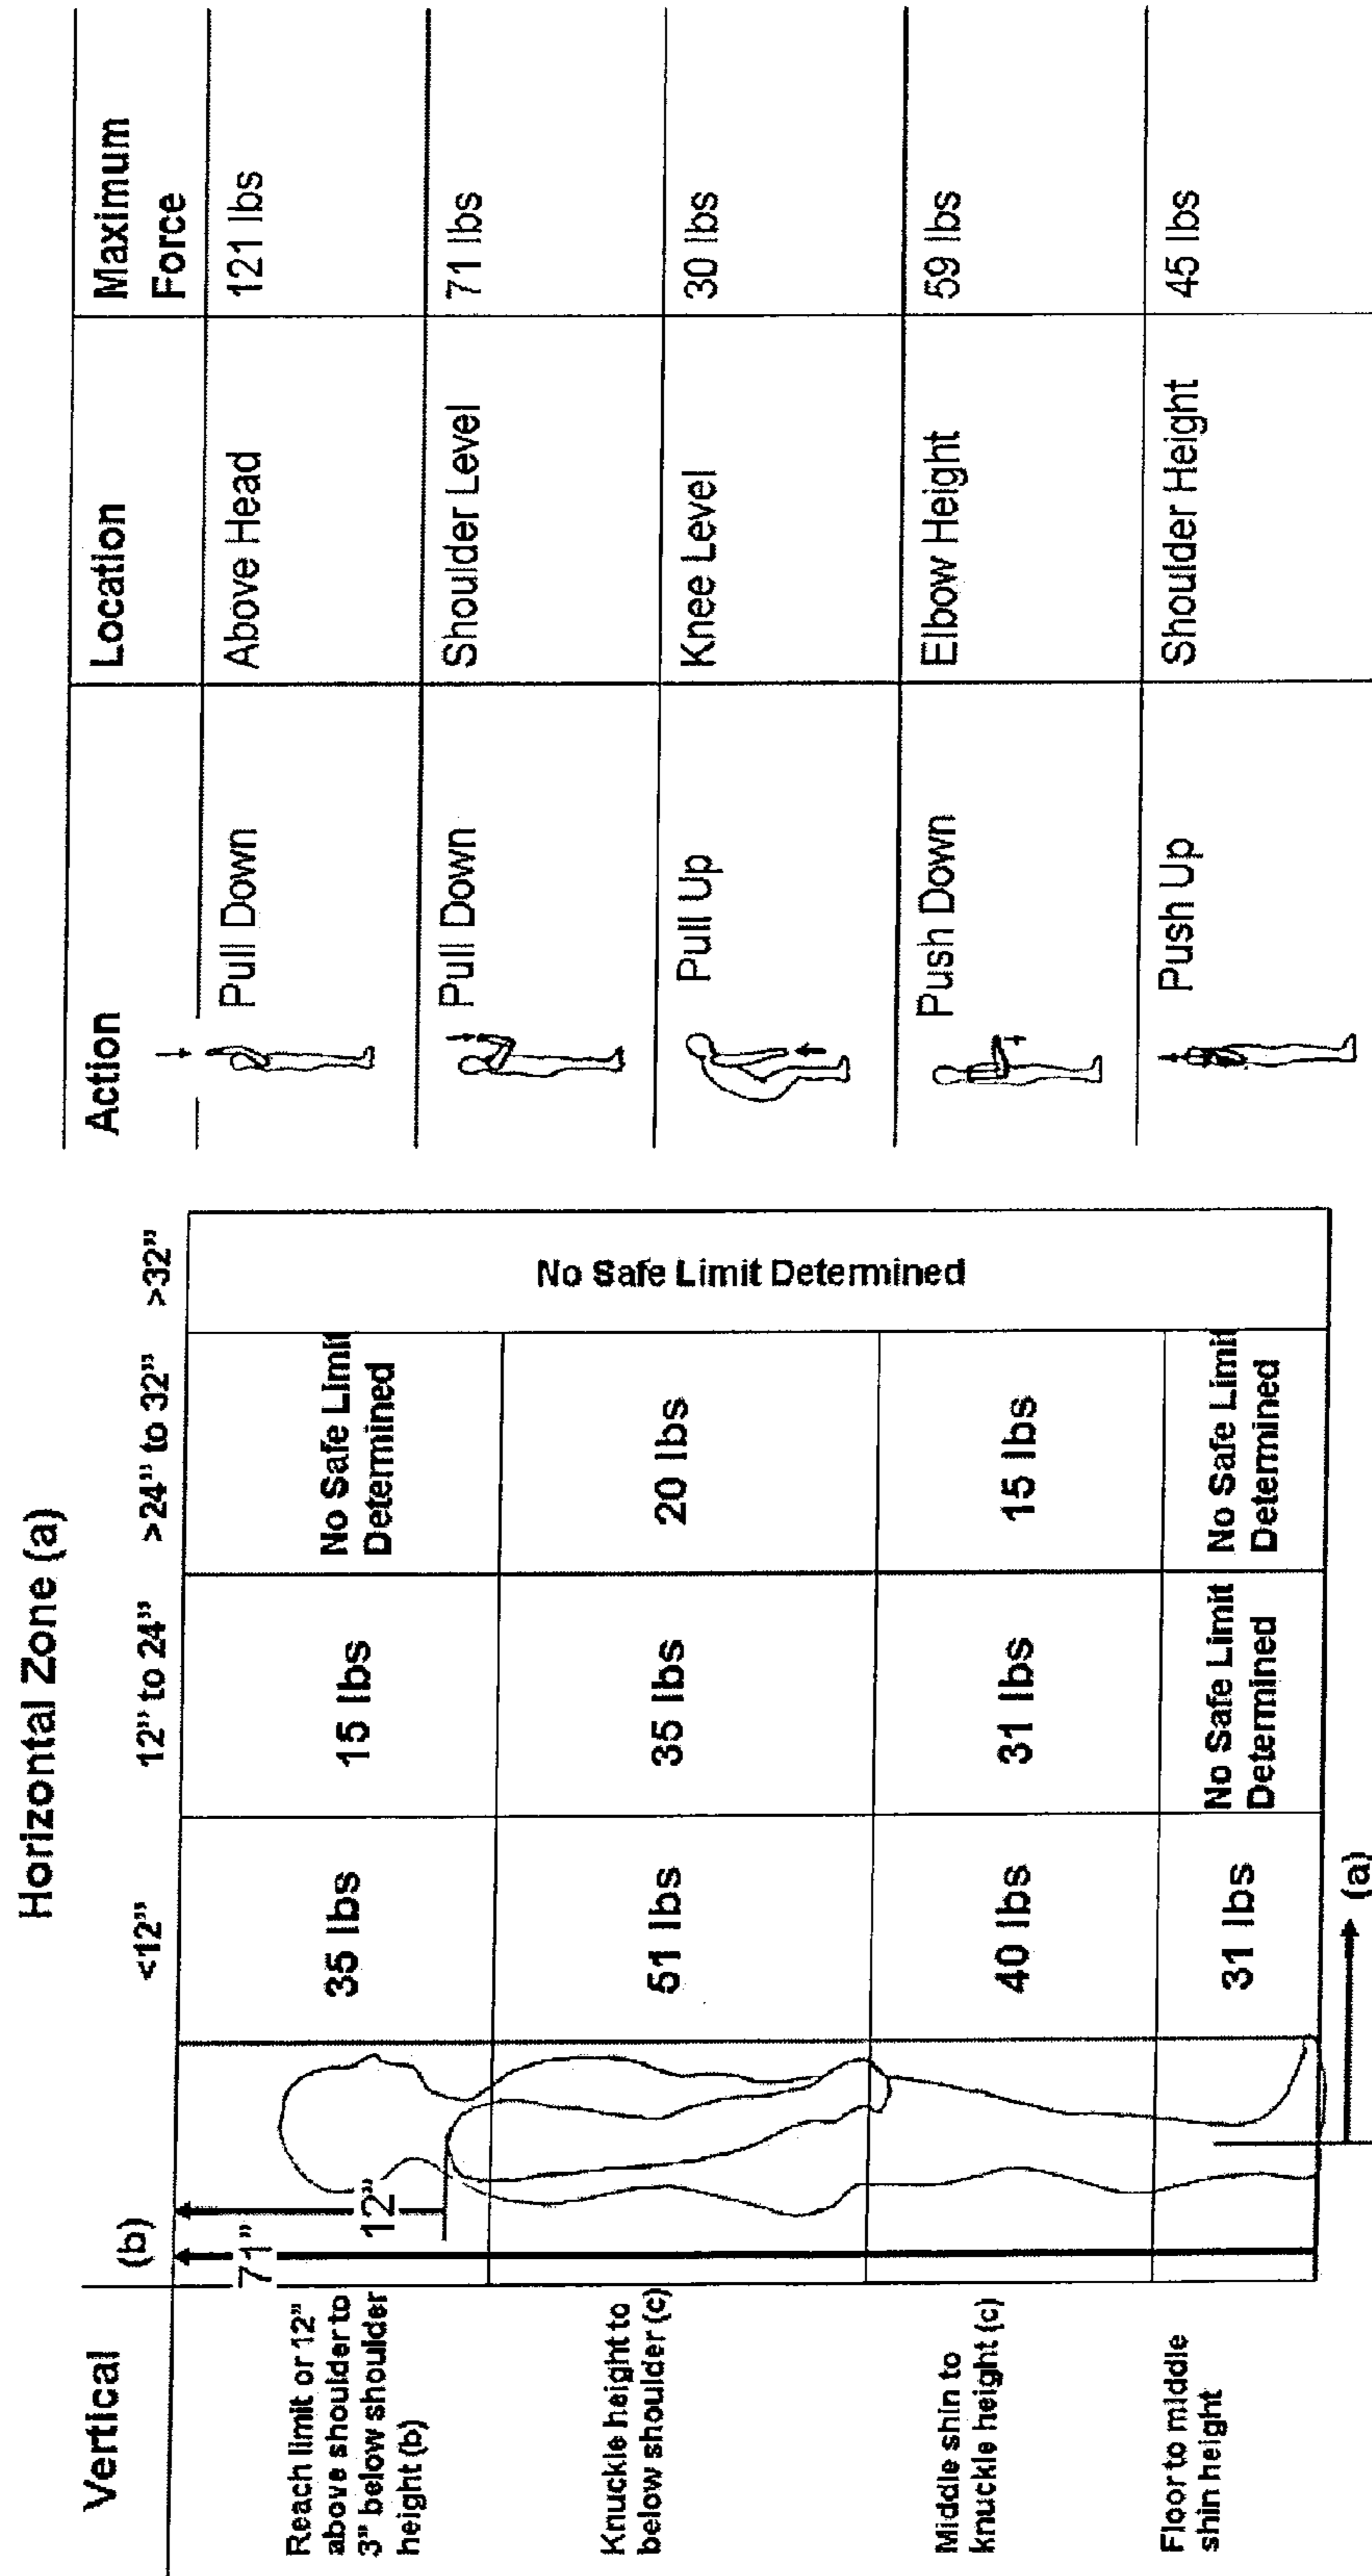 Horizontal Zone (a)
Vertical
(b)
<12"
12" to 24"
>24" to 32"
>32"
71"
12"
Reach limit or 12"
above shoulder to
3" below shoulder
height (b)
35 lbs
15 lbs
No Safe Limit
Determined
No Safe Limit Determined
Knuckle height to
below shoulder (c)
51 lbs
35 lbs
20 lbs
Middle shin to
knuckle height (c)
40 lbs
31 lbs
15 lbs
Floor to middle
shin height
31 lbs
No Safe Limit
Determined
No Safe Limit
Determined
(a)
Action
Location
Maximum
Force
Pull Down
Above Head
121 lbs
Pull Down
Shoulder Level
71 lbs
Pull Up
Knee Level
30 lbs
Push Down
Elbow Height
59 lbs
Push Up
Shoulder Height
45 lbs